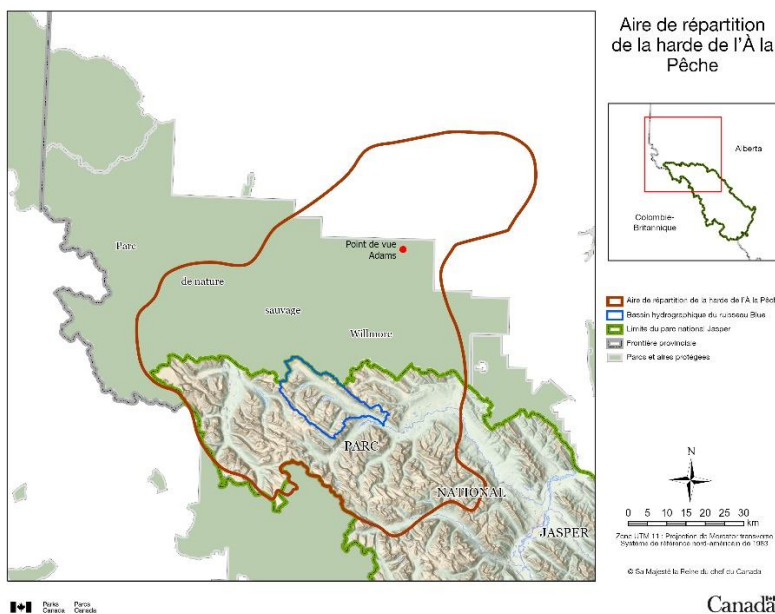 Aire de répartition
de la harde de l'À la
Pêche
Alberta
Colombie-
Britannique
Point de vue
Adams
Parc
de nature
sauvage
Willmore
PARC
NATIONAL
JASPER
Aire de répartition de la harde de l'À la Pêch
Bassin hydrographique du ruisseau Blue
Limits du parc national Jasper
Frontière provinciale
Parcs et aires protégées
N
0 5 10 15 20 25 30
km
Zone UTM 11 : Projection de Mercator transverse
Système de référence nord-américain de 1983
© Sa Majesté la Reine du chef du Canada
Parks
Canada
Parcs
Canada
Canada